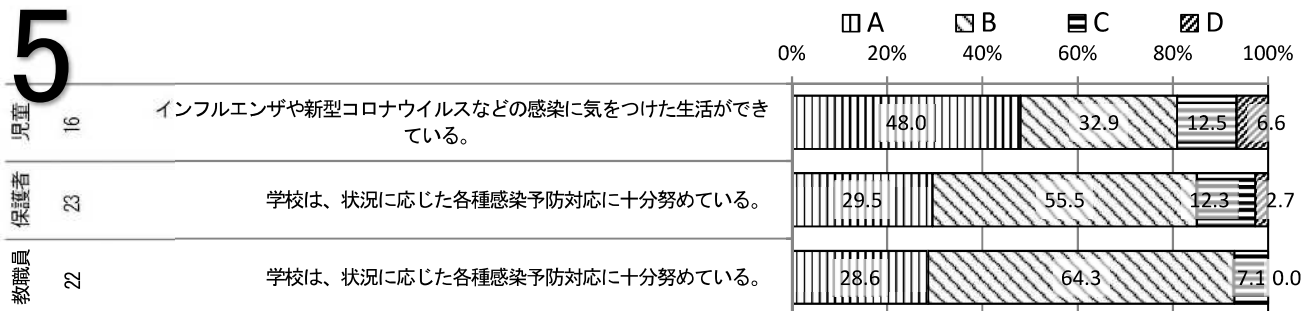 5
A B C D
0% 20% 40% 60% 80% 100%
児童 16 インフルエンザや新型コロナウイルスなどの感染に気をつけた生活ができ
ている。
48.0 32.9 12.5 6.6
保護者 23 学校は、状況に応じた各種感染予防対応に十分努めている。 29.5 55.5 12.3 2.7
教職員 22 学校は、状況に応じた各種感染予防対応に十分努めている。 28.6 64.3 7.1 0.0